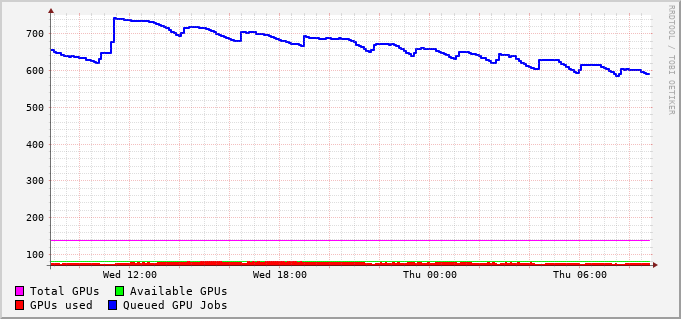 RRDTOOL / TOBI OETIKER
700
600
500
400
300
200
100
Wed 12:00 Wed 18:00 Thu 00:00 Thu 06:00
Total GPUs Available GPUs
GPUs used Queued GPU Jobs